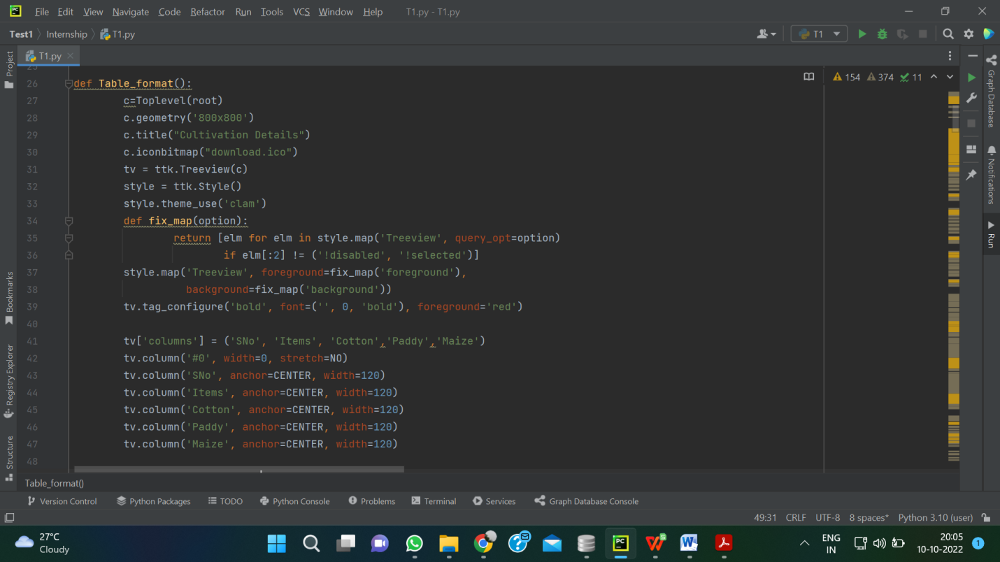 PC File Edit View Navigate Code Refactor Run Tools VCS Window Help T1.py - T1.py
Test1 Internship T1.py T1
T1.py
Project
Bookmarks
Registry Explorer
Structure
25
26 def Table_format():
27 c=Toplevel(root)
28 c.geometry('800x800')
29 c.title("Cultivation Details")
30 c.iconbitmap("download.ico")
31 tv = ttk.Treeview(c)
32 style = ttk.Style()
33 style.theme_use('clam')
34 def fix_map(option):
35 return [elm for elm in style.map('Treeview', query_opt=option)
36 if elm[:2] != ('!disabled', '!selected')]
37 style.map('Treeview', foreground=fix_map('foreground'),
38 background=fix_map('background'))
39 tv.tag_configure('bold', font=('', 0, 'bold'), foreground='red')
40
41 tv['columns'] = ('SNo', 'Items', 'Cotton','Paddy','Maize')
42 tv.column('#0', width=0, stretch=NO)
43 tv.column('SNo', anchor=CENTER, width=120)
44 tv.column('Items', anchor=CENTER, width=120)
45 tv.column('Cotton', anchor=CENTER, width=120)
46 tv.column('Paddy', anchor=CENTER, width=120)
47 tv.column('Maize', anchor=CENTER, width=120)
48
154 374 11
Graph Database
Notifications
Run
Table_format()
Version Control Python Packages TODO Python Console Problems Terminal Services Graph Database Console
49:31 CRLF UTF-8 8 spaces* Python 3.10 (user)
27°C
Cloudy
PC
W
S
W
ENG
IN
20:05
10-10-2022
1